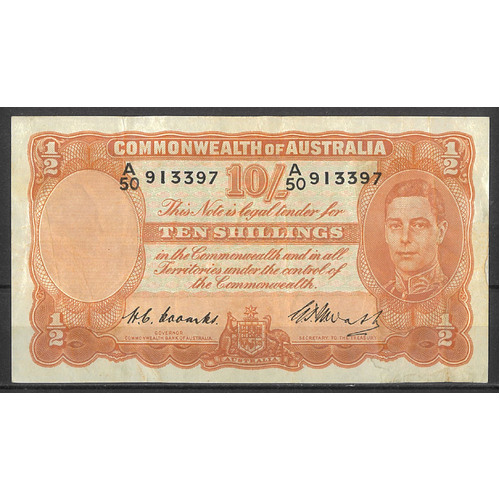 COMMONWEALTH OF AUSTRALIA
1/2 1/2
A/50 913397 A/50 913397
10/-
This Note is legal tender for
TEN SHILLINGS
in the Commonwealth and in all
Territories under the control of
the Commonwealth.
H.C. Coombs.
GOVERNOR
COMMONWEALTH BANK OF AUSTRALIA
SECRETARY TO THE TREASURY
1/2 1/2
AUSTRALIA